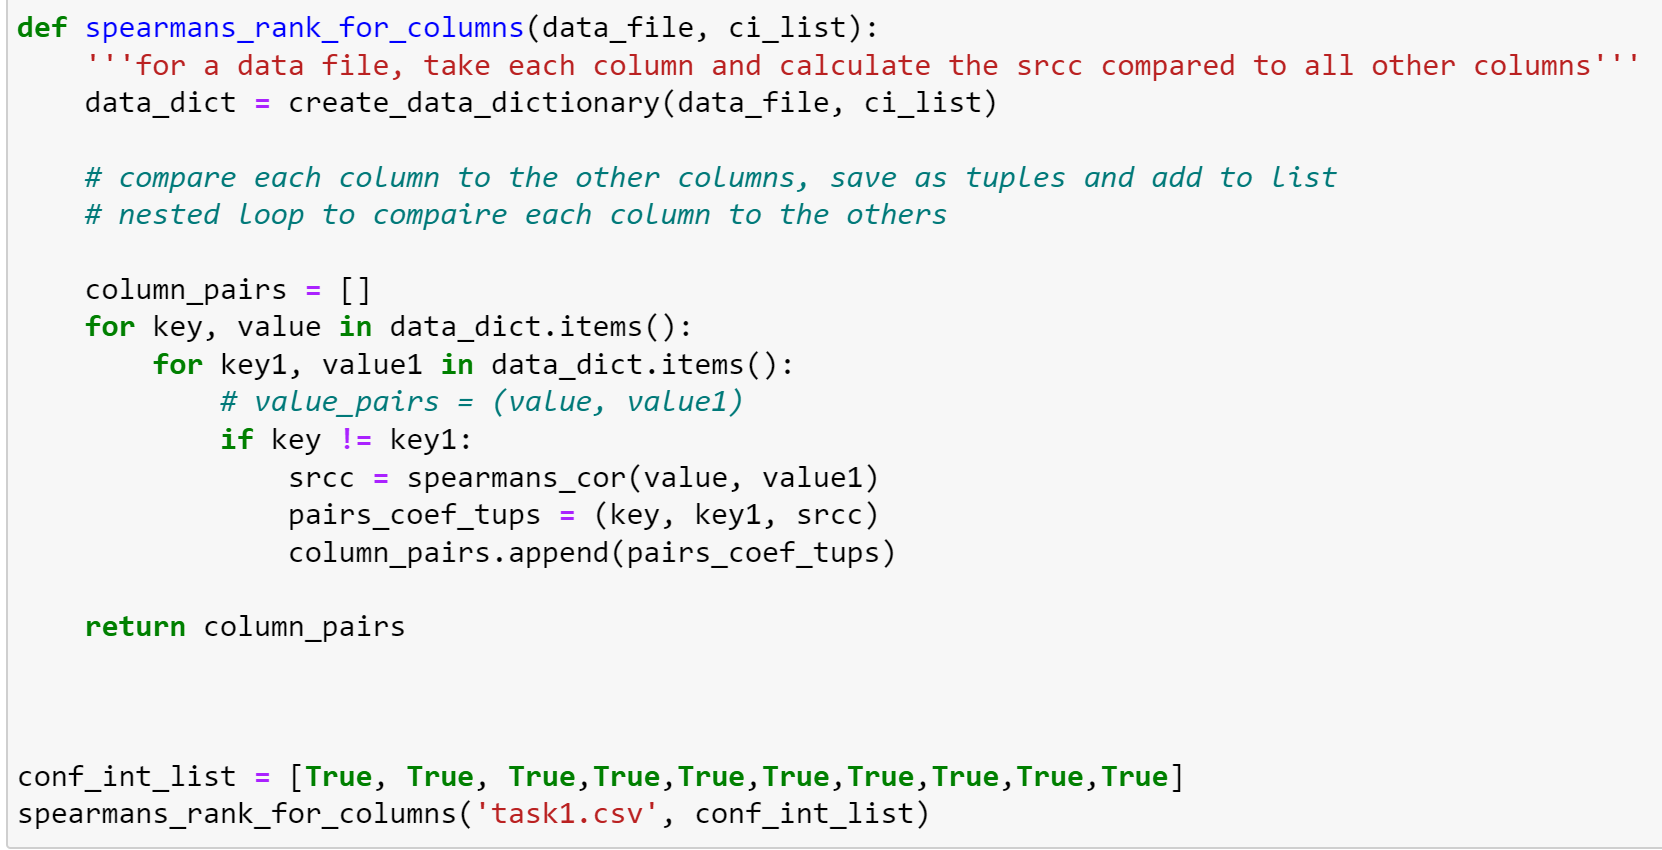 def spearmans_rank_for_columns(data_file, ci_list):
    '''for a data file, take each column and calculate the srcc compared to all other columns'''
    data_dict = create_data_dictionary(data_file, ci_list)
    # compare each column to the other columns, save as tuples and add to list
    # nested loop to compaire each column to the others
    column_pairs = []
    for key, value in data_dict.items():
        for key1, value1 in data_dict.items():
            # value_pairs = (value, value1)
            if key != key1:
                srcc = spearmans_cor(value, value1)
                pairs_coef_tups = (key, key1, srcc)
                column_pairs.append(pairs_coef_tups)
    return column_pairs
conf_int_list = [True, True, True,True,True,True,True,True,True,True]
spearmans_rank_for_columns('task1.csv', conf_int_list)